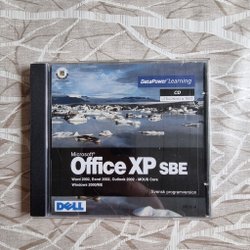 DataPower Learning
CD
Microsoft®
Office XP SBE
Word 2002, Excel 2002, Outlook 2002 - MOUS Core
Windows 2000/ME
Svensk programversion
DELL